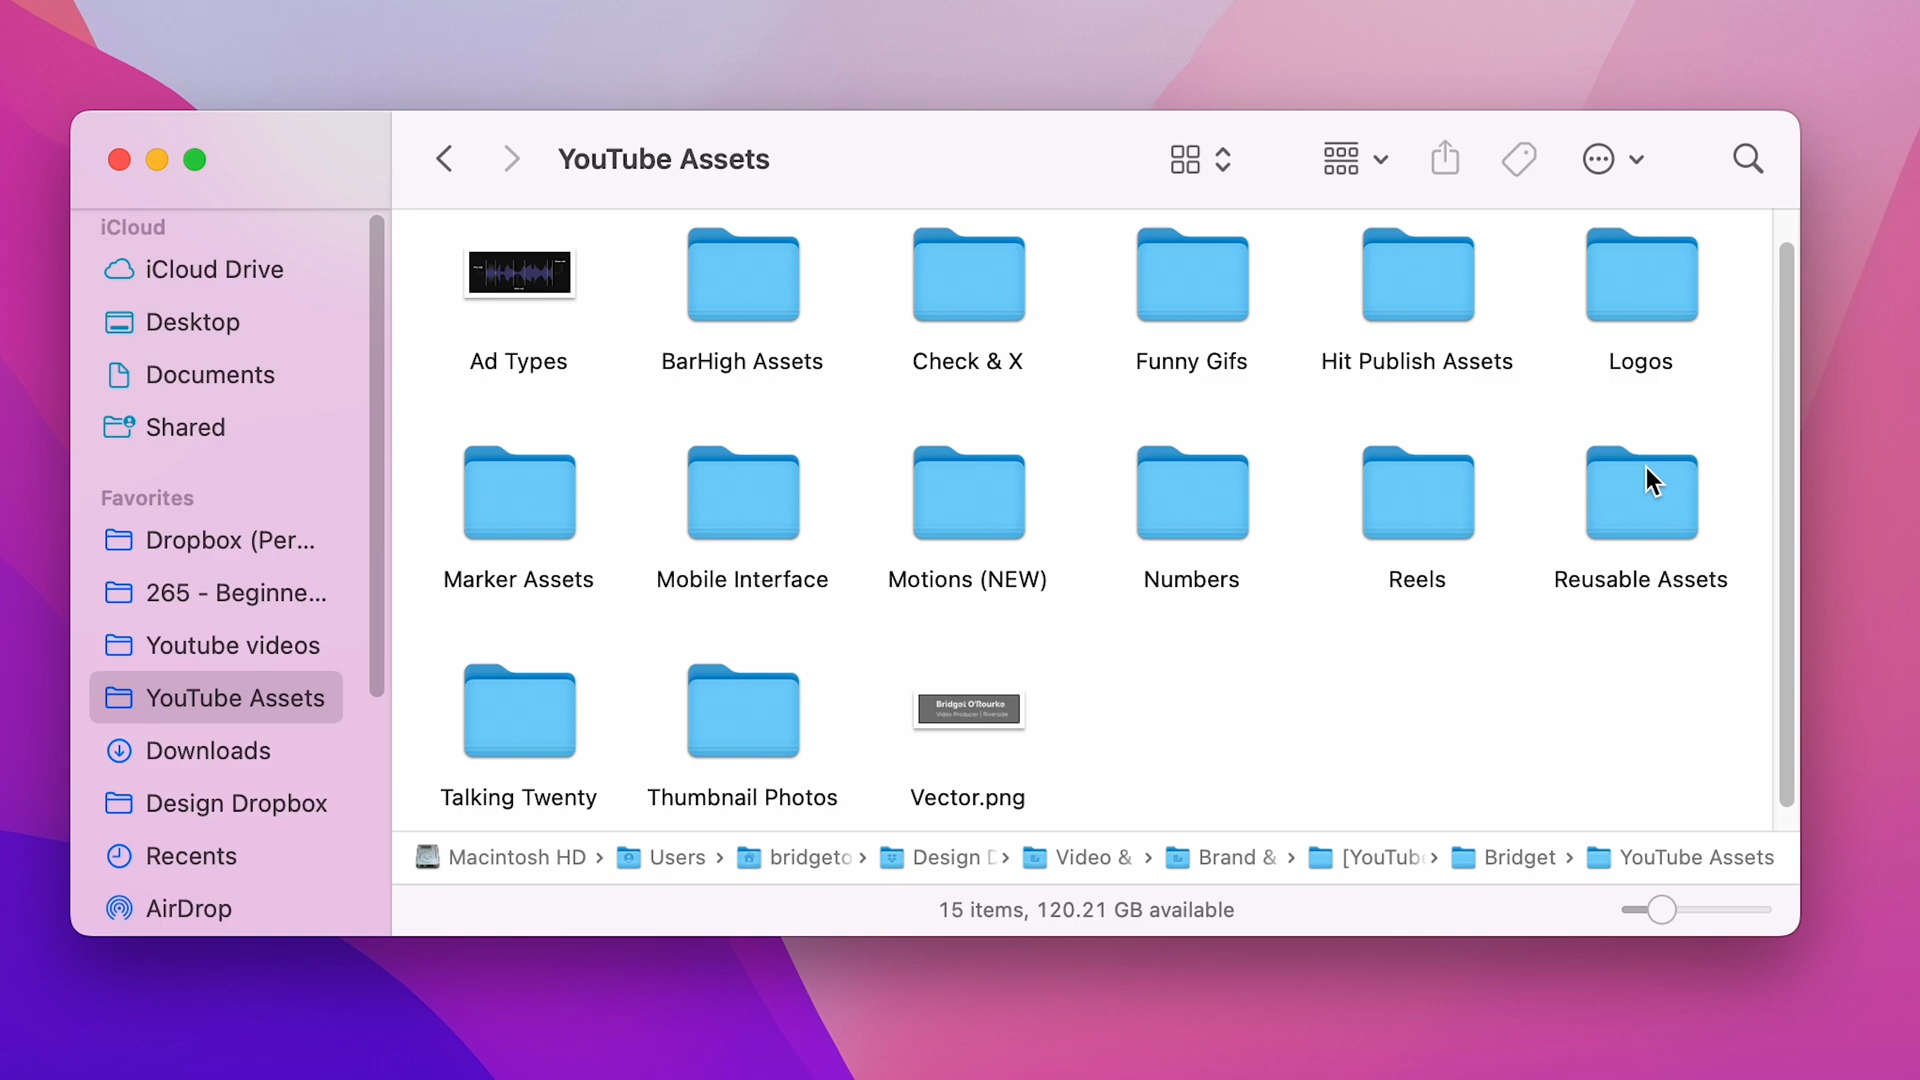 YouTube Assets
iCloud
iCloud Drive
Desktop
Documents
Shared
Favorites
Dropbox (Per...
265 - Beginne...
Youtube videos
YouTube Assets
Downloads
Design Dropbox
Recents
AirDrop
Ad Types
BarHigh Assets
Check & X
Funny Gifs
Hit Publish Assets
Logos
Marker Assets
Mobile Interface
Motions (NEW)
Numbers
Reels
Reusable Assets
Talking Twenty
Thumbnail Photos
Bridget O'Rourke
Video Producer | Riverside
Vector.png
Macintosh HD › Users › bridgeto › Design D › Video & › Brand & › [YouTub › Bridget › YouTube Assets
15 items, 120.21 GB available